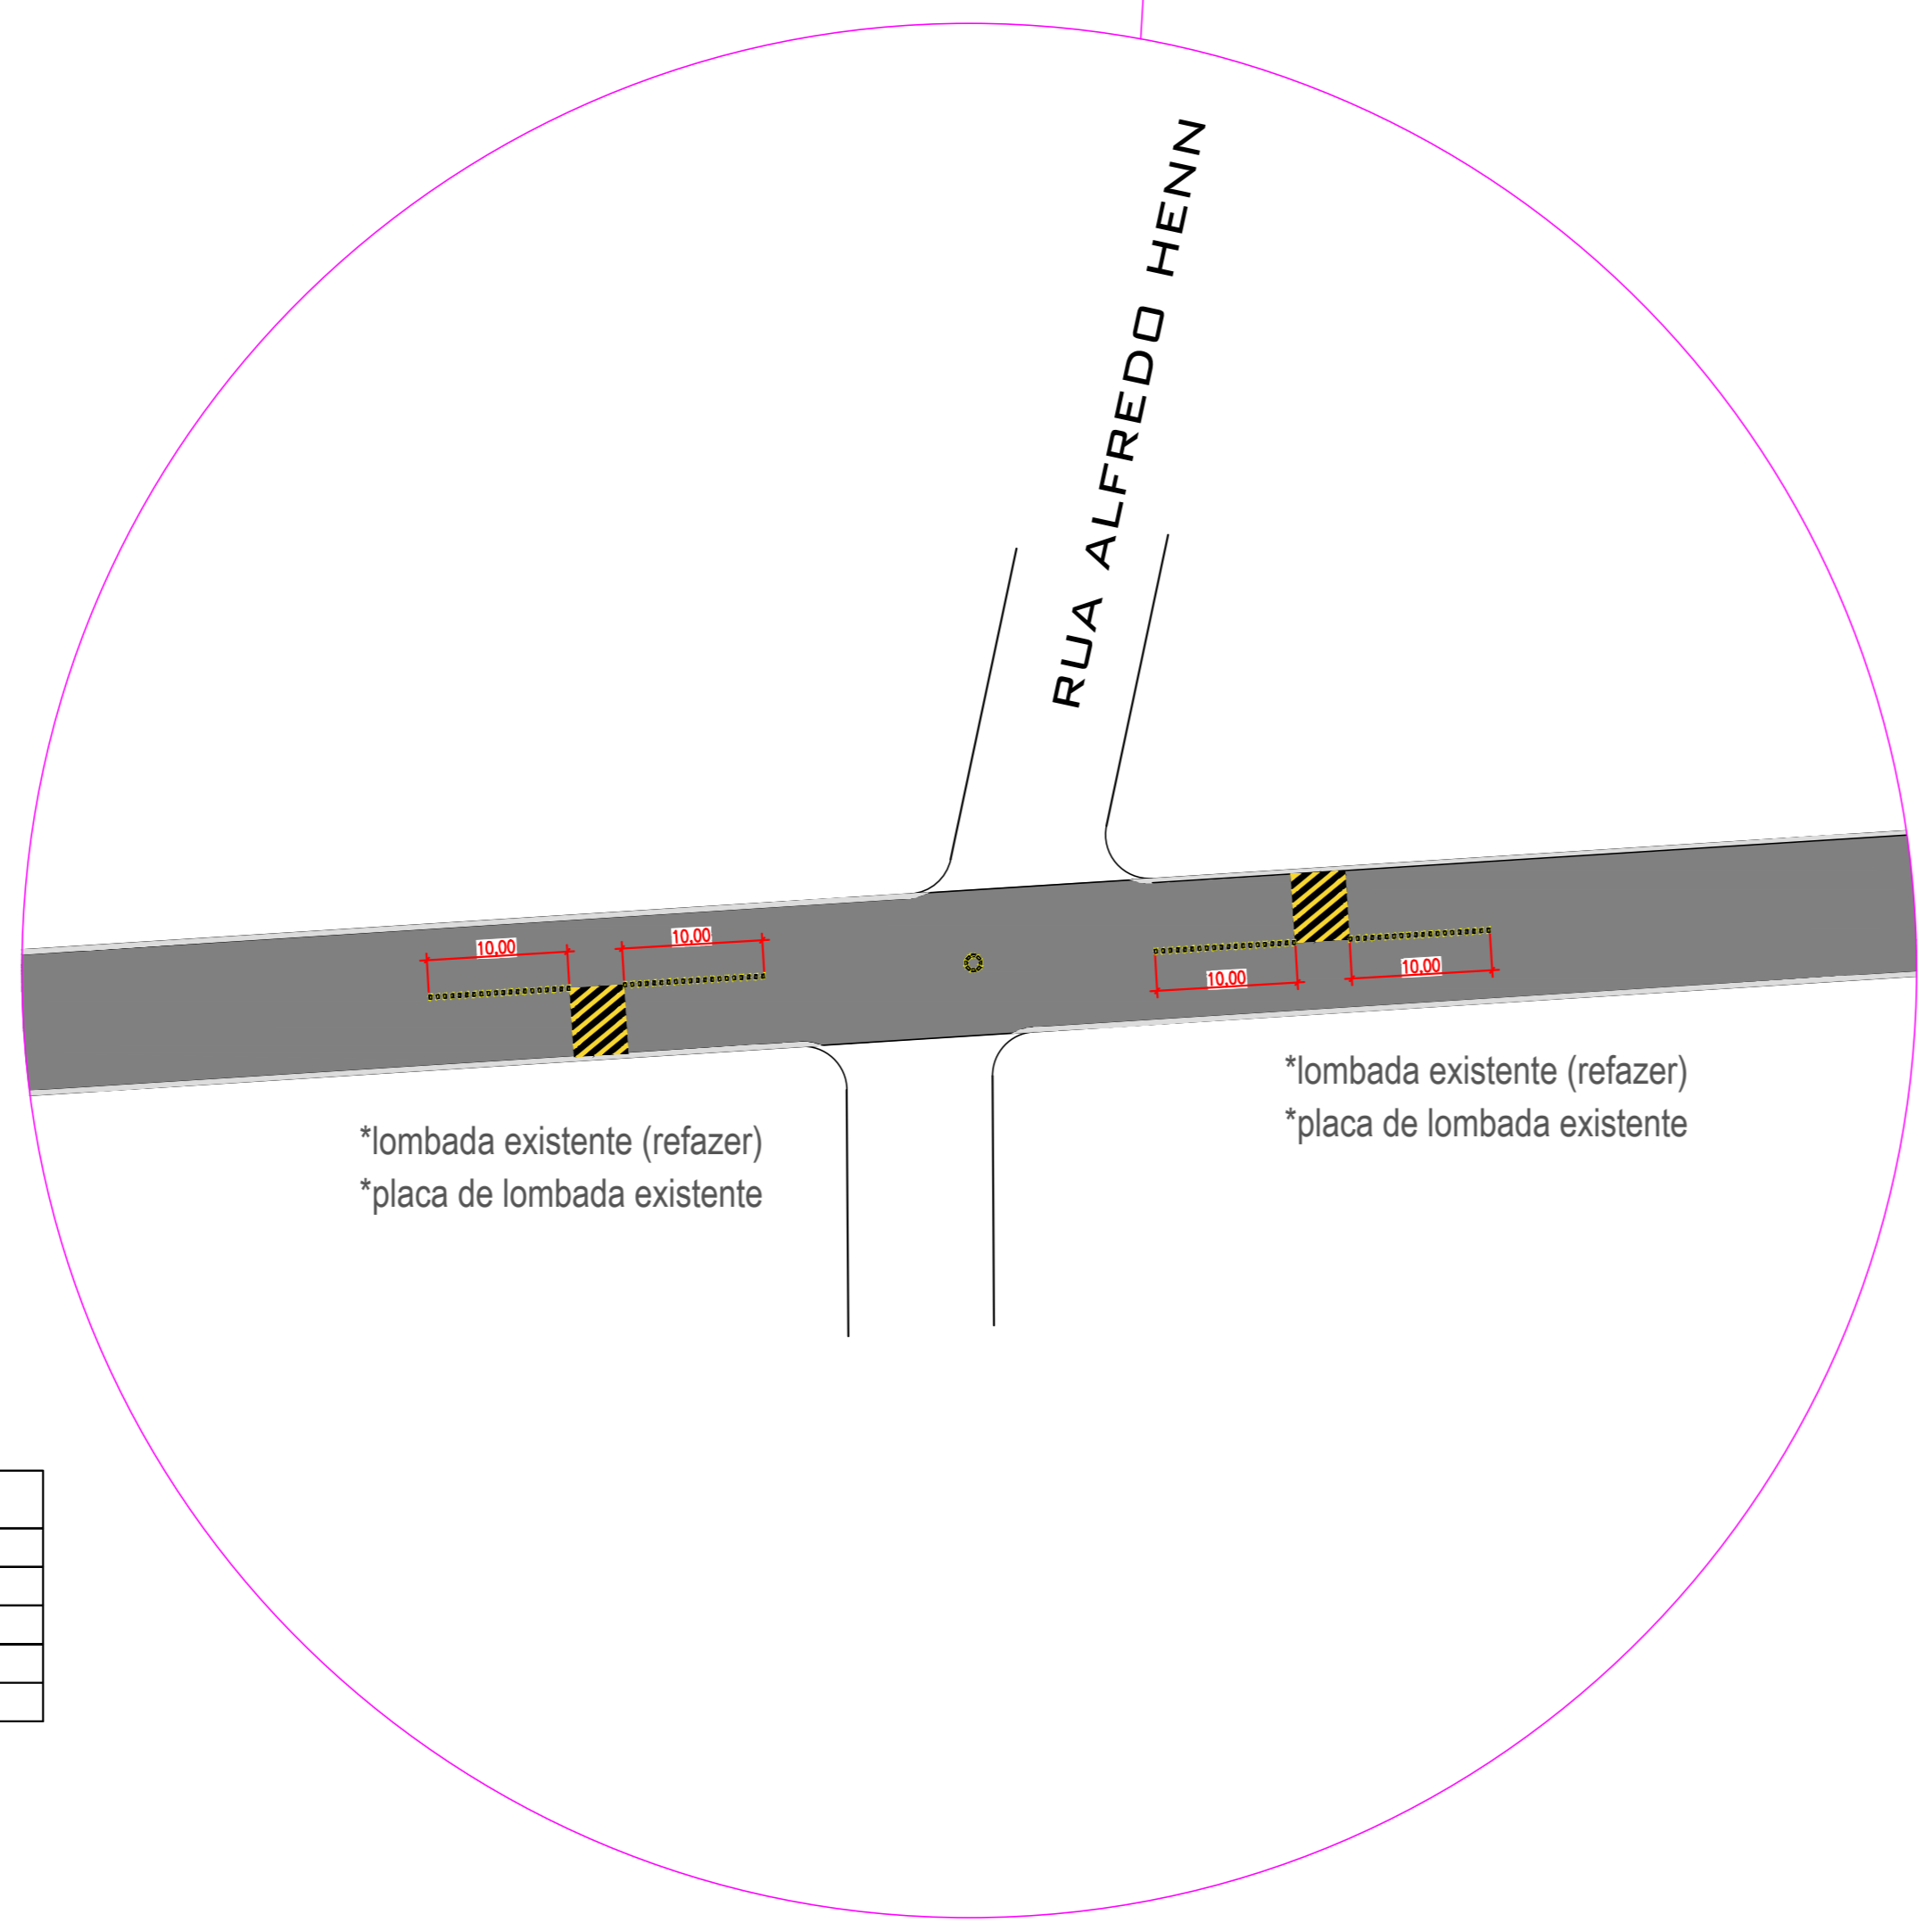 RUA ALFREDO HENN
10,00
10,00
10,00
10,00
*lombada existente (refazer)
*placa de lombada existente
*lombada existente (refazer)
*placa de lombada existente